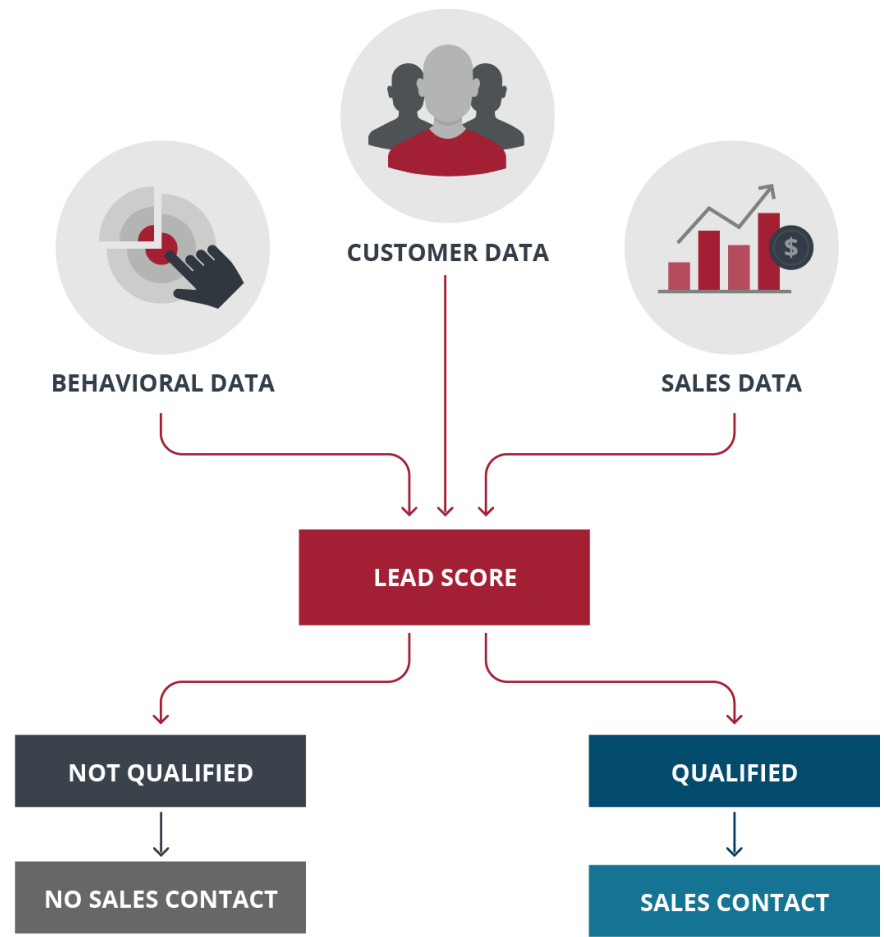 CUSTOMER DATA
BEHAVIORAL DATA
SALES DATA
$
LEAD SCORE
NOT QUALIFIED
QUALIFIED
NO SALES CONTACT
SALES CONTACT